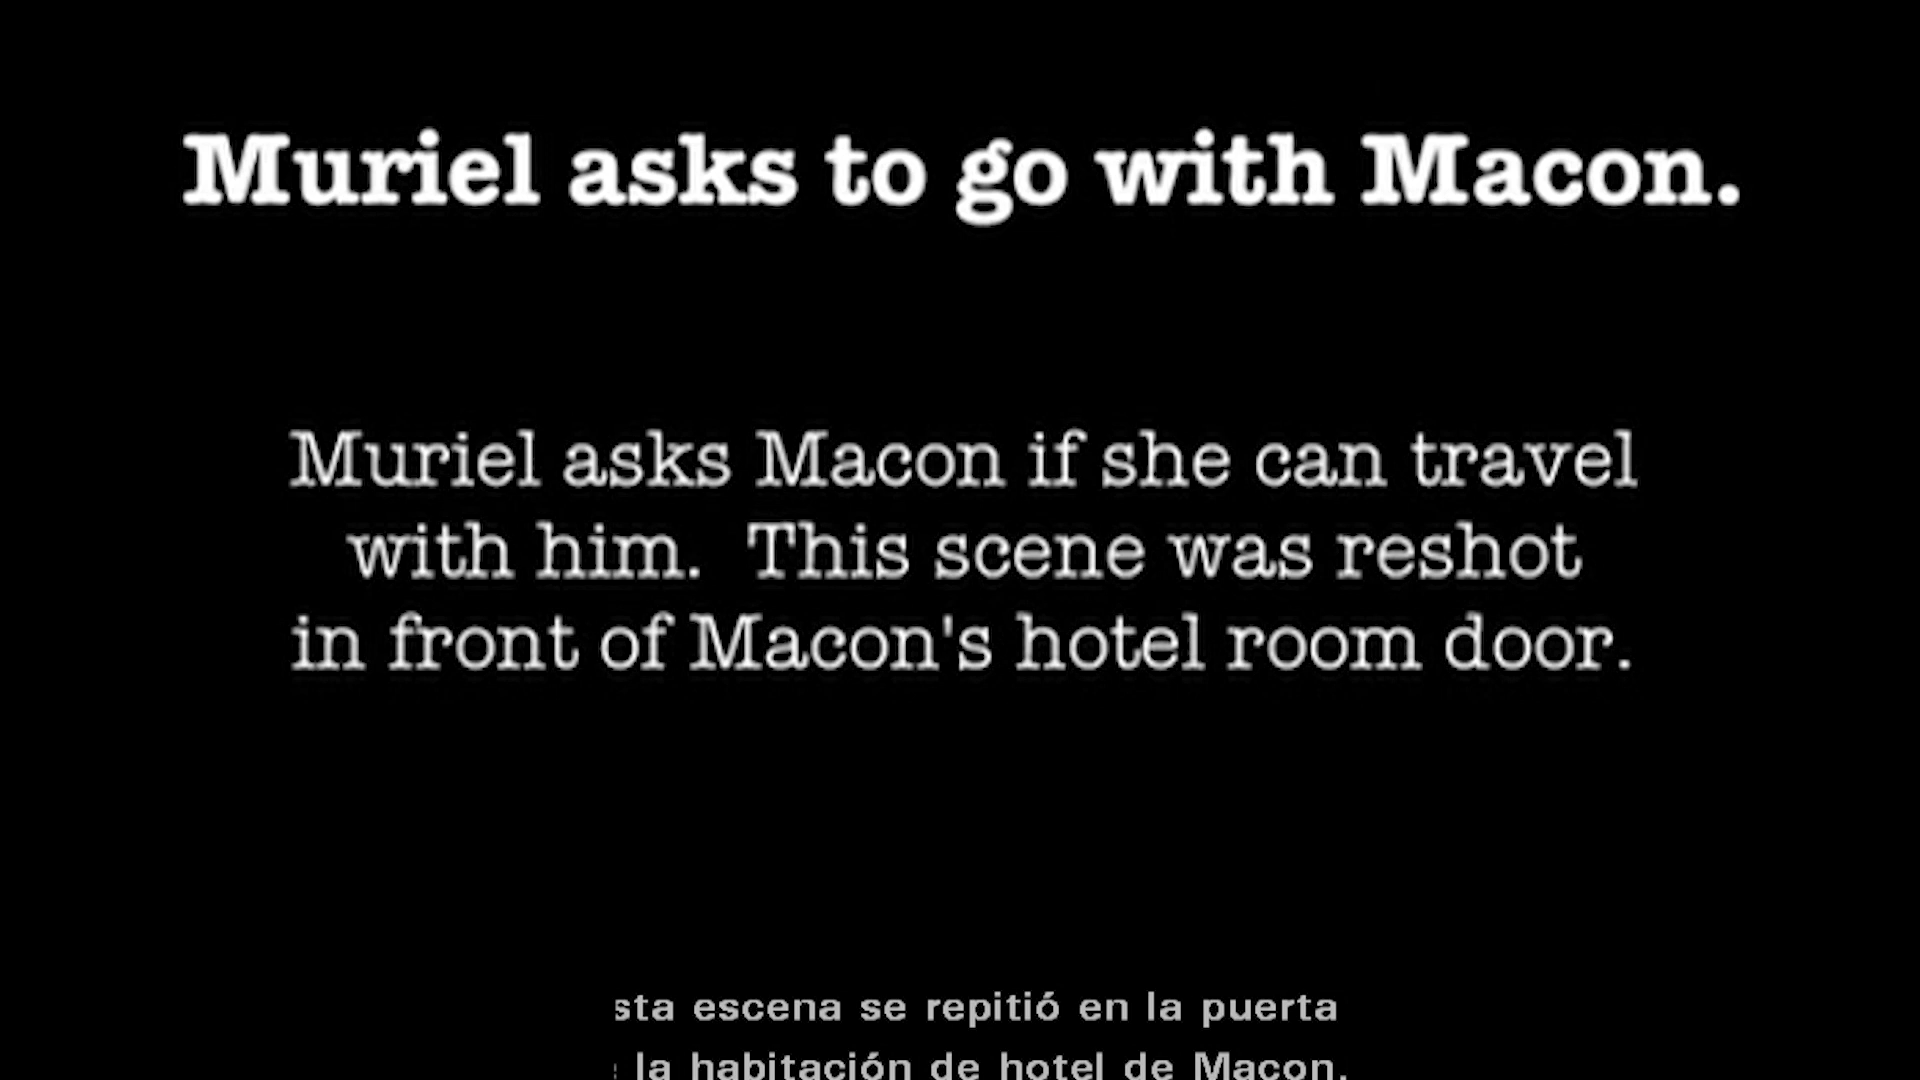 Muriel asks to go with Macon.
Muriel asks Macon if she can travel
with him.  This scene was reshot
in front of Macon's hotel room door.
sta escena se repitió en la puerta
la habitación de hotel de Macon.